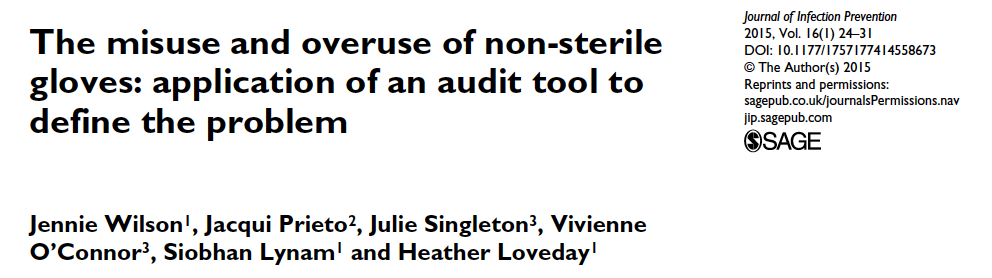 The misuse and overuse of non-sterile
gloves: application of an audit tool to
define the problem
Journal of Infection Prevention
2015, Vol. 16(1) 24–31
DOI: 10.1177/1757177414558673
© The Author(s) 2015
Reprints and permissions:
sagepub.co.uk/journalsPermissions.nav
jip.sagepub.com
SAGE
Jennie Wilson¹, Jacqui Prieto², Julie Singleton³, Vivienne
O’Connor³, Siobhan Lynam¹ and Heather Loveday¹